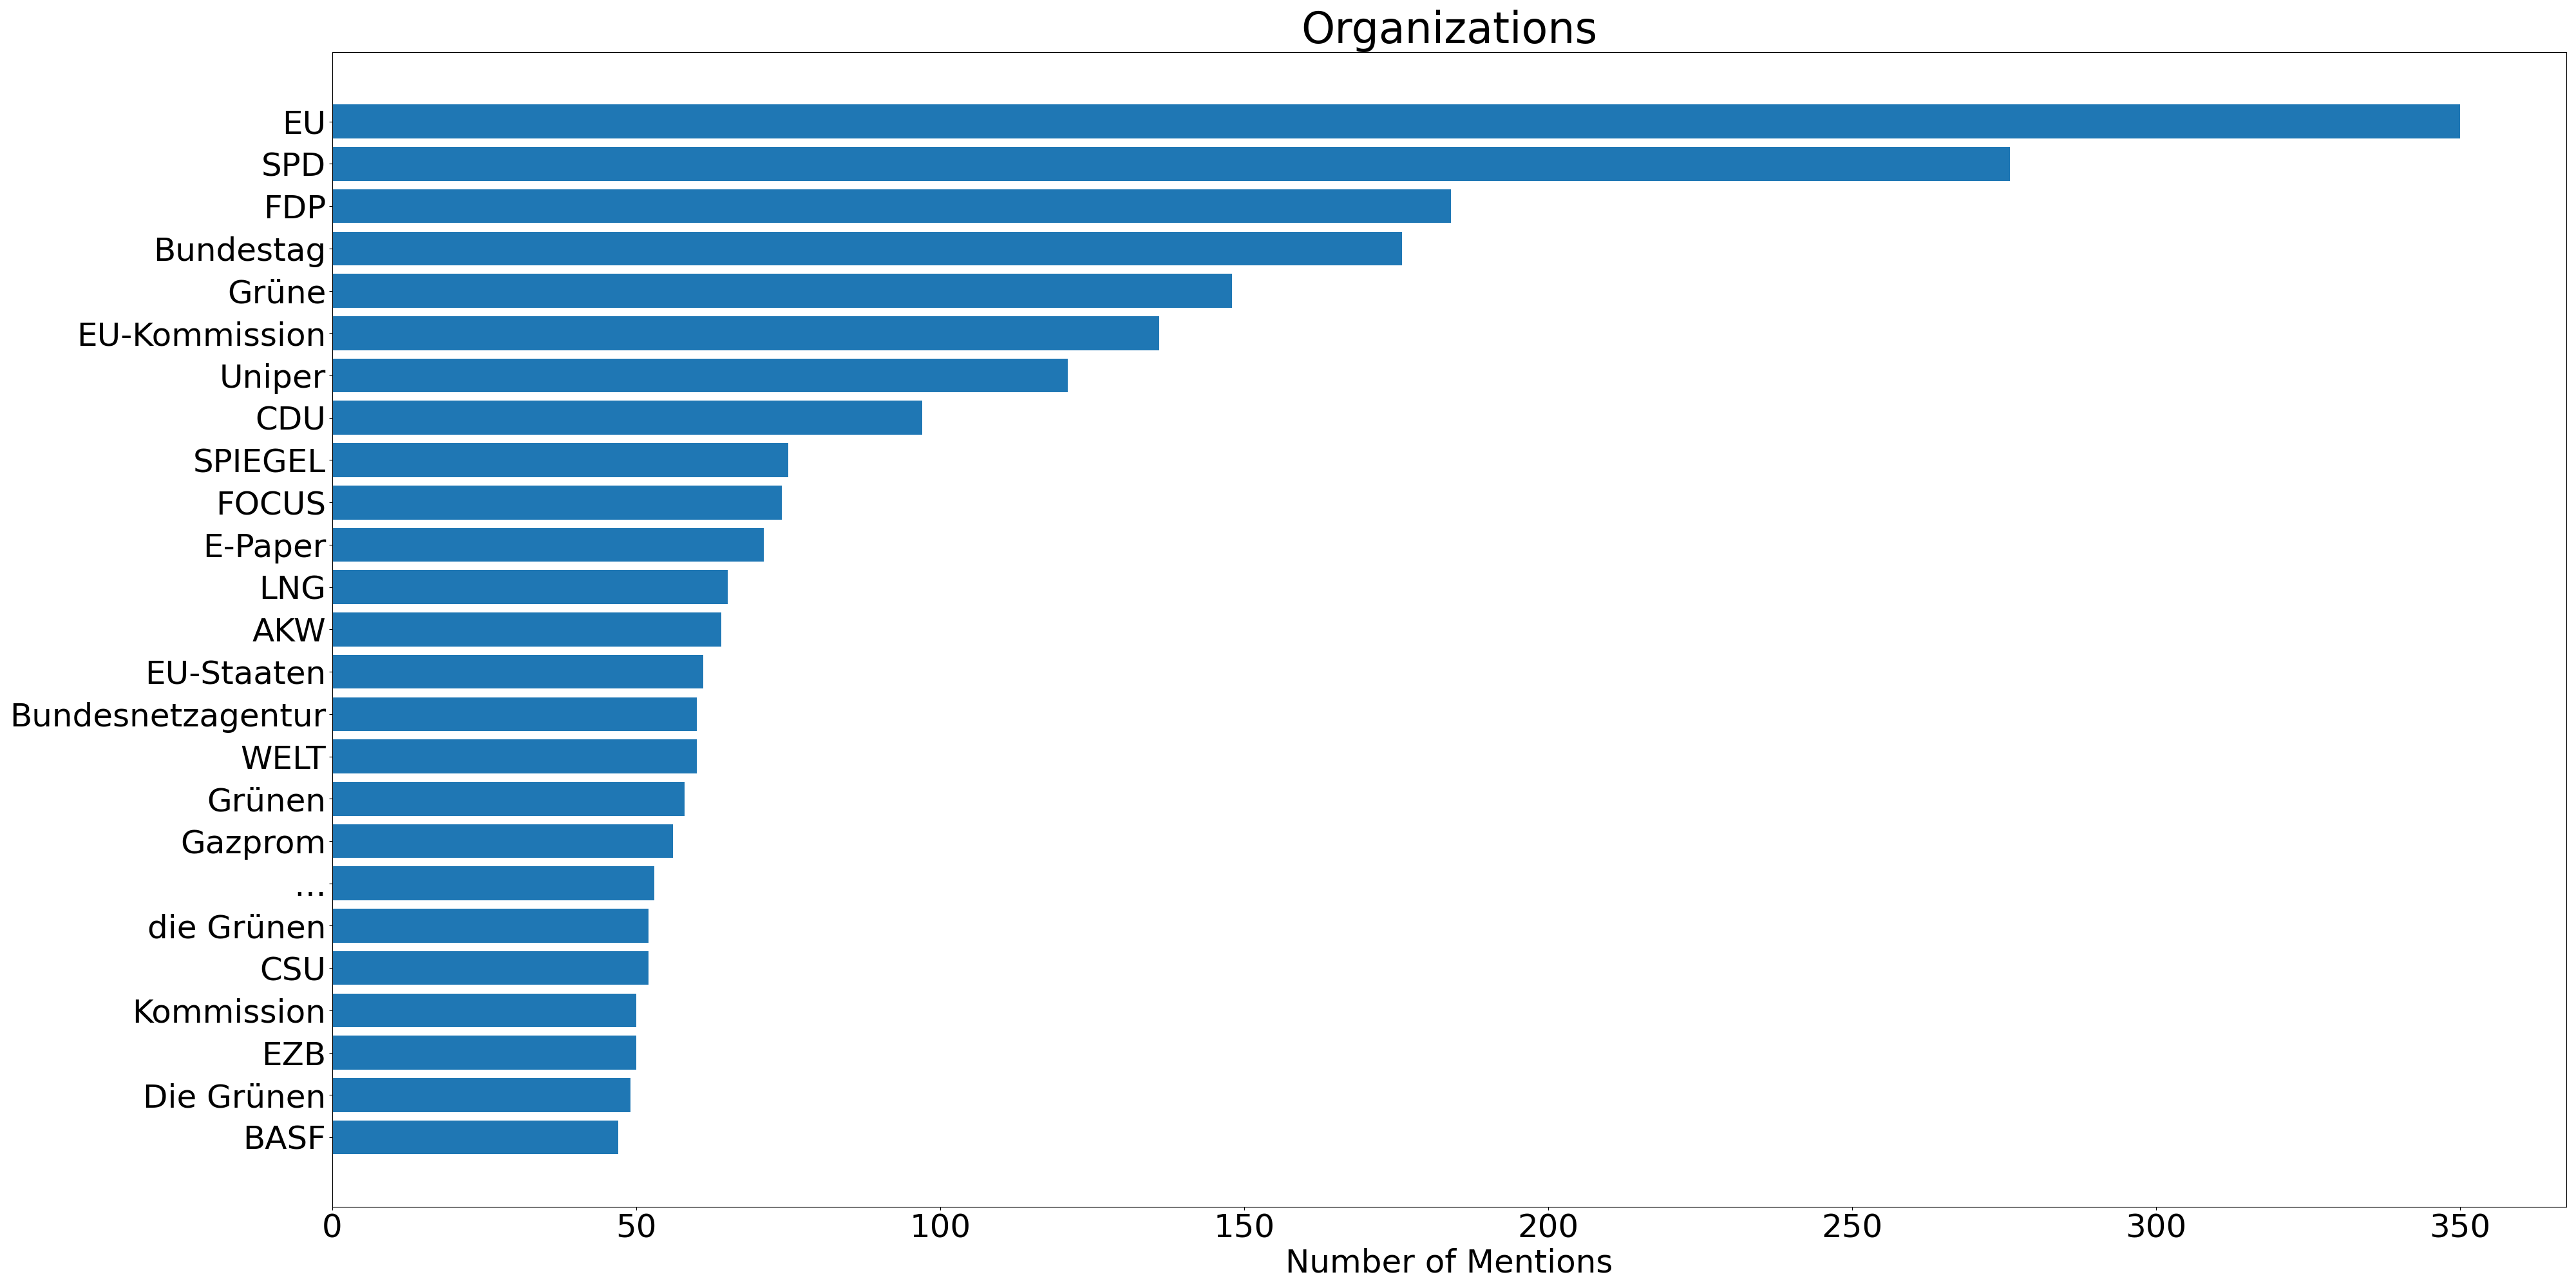 Organizations
EU
SPD
FDP
Bundestag
Grüne
EU-Kommission
Uniper
CDU
SPIEGEL
FOCUS
E-Paper
LNG
AKW
EU-Staaten
Bundesnetzagentur
WELT
Grünen
Gazprom
...
die Grünen
CSU
Kommission
EZB
Die Grünen
BASF
0 50 100 150 200 250 300 350
Number of Mentions